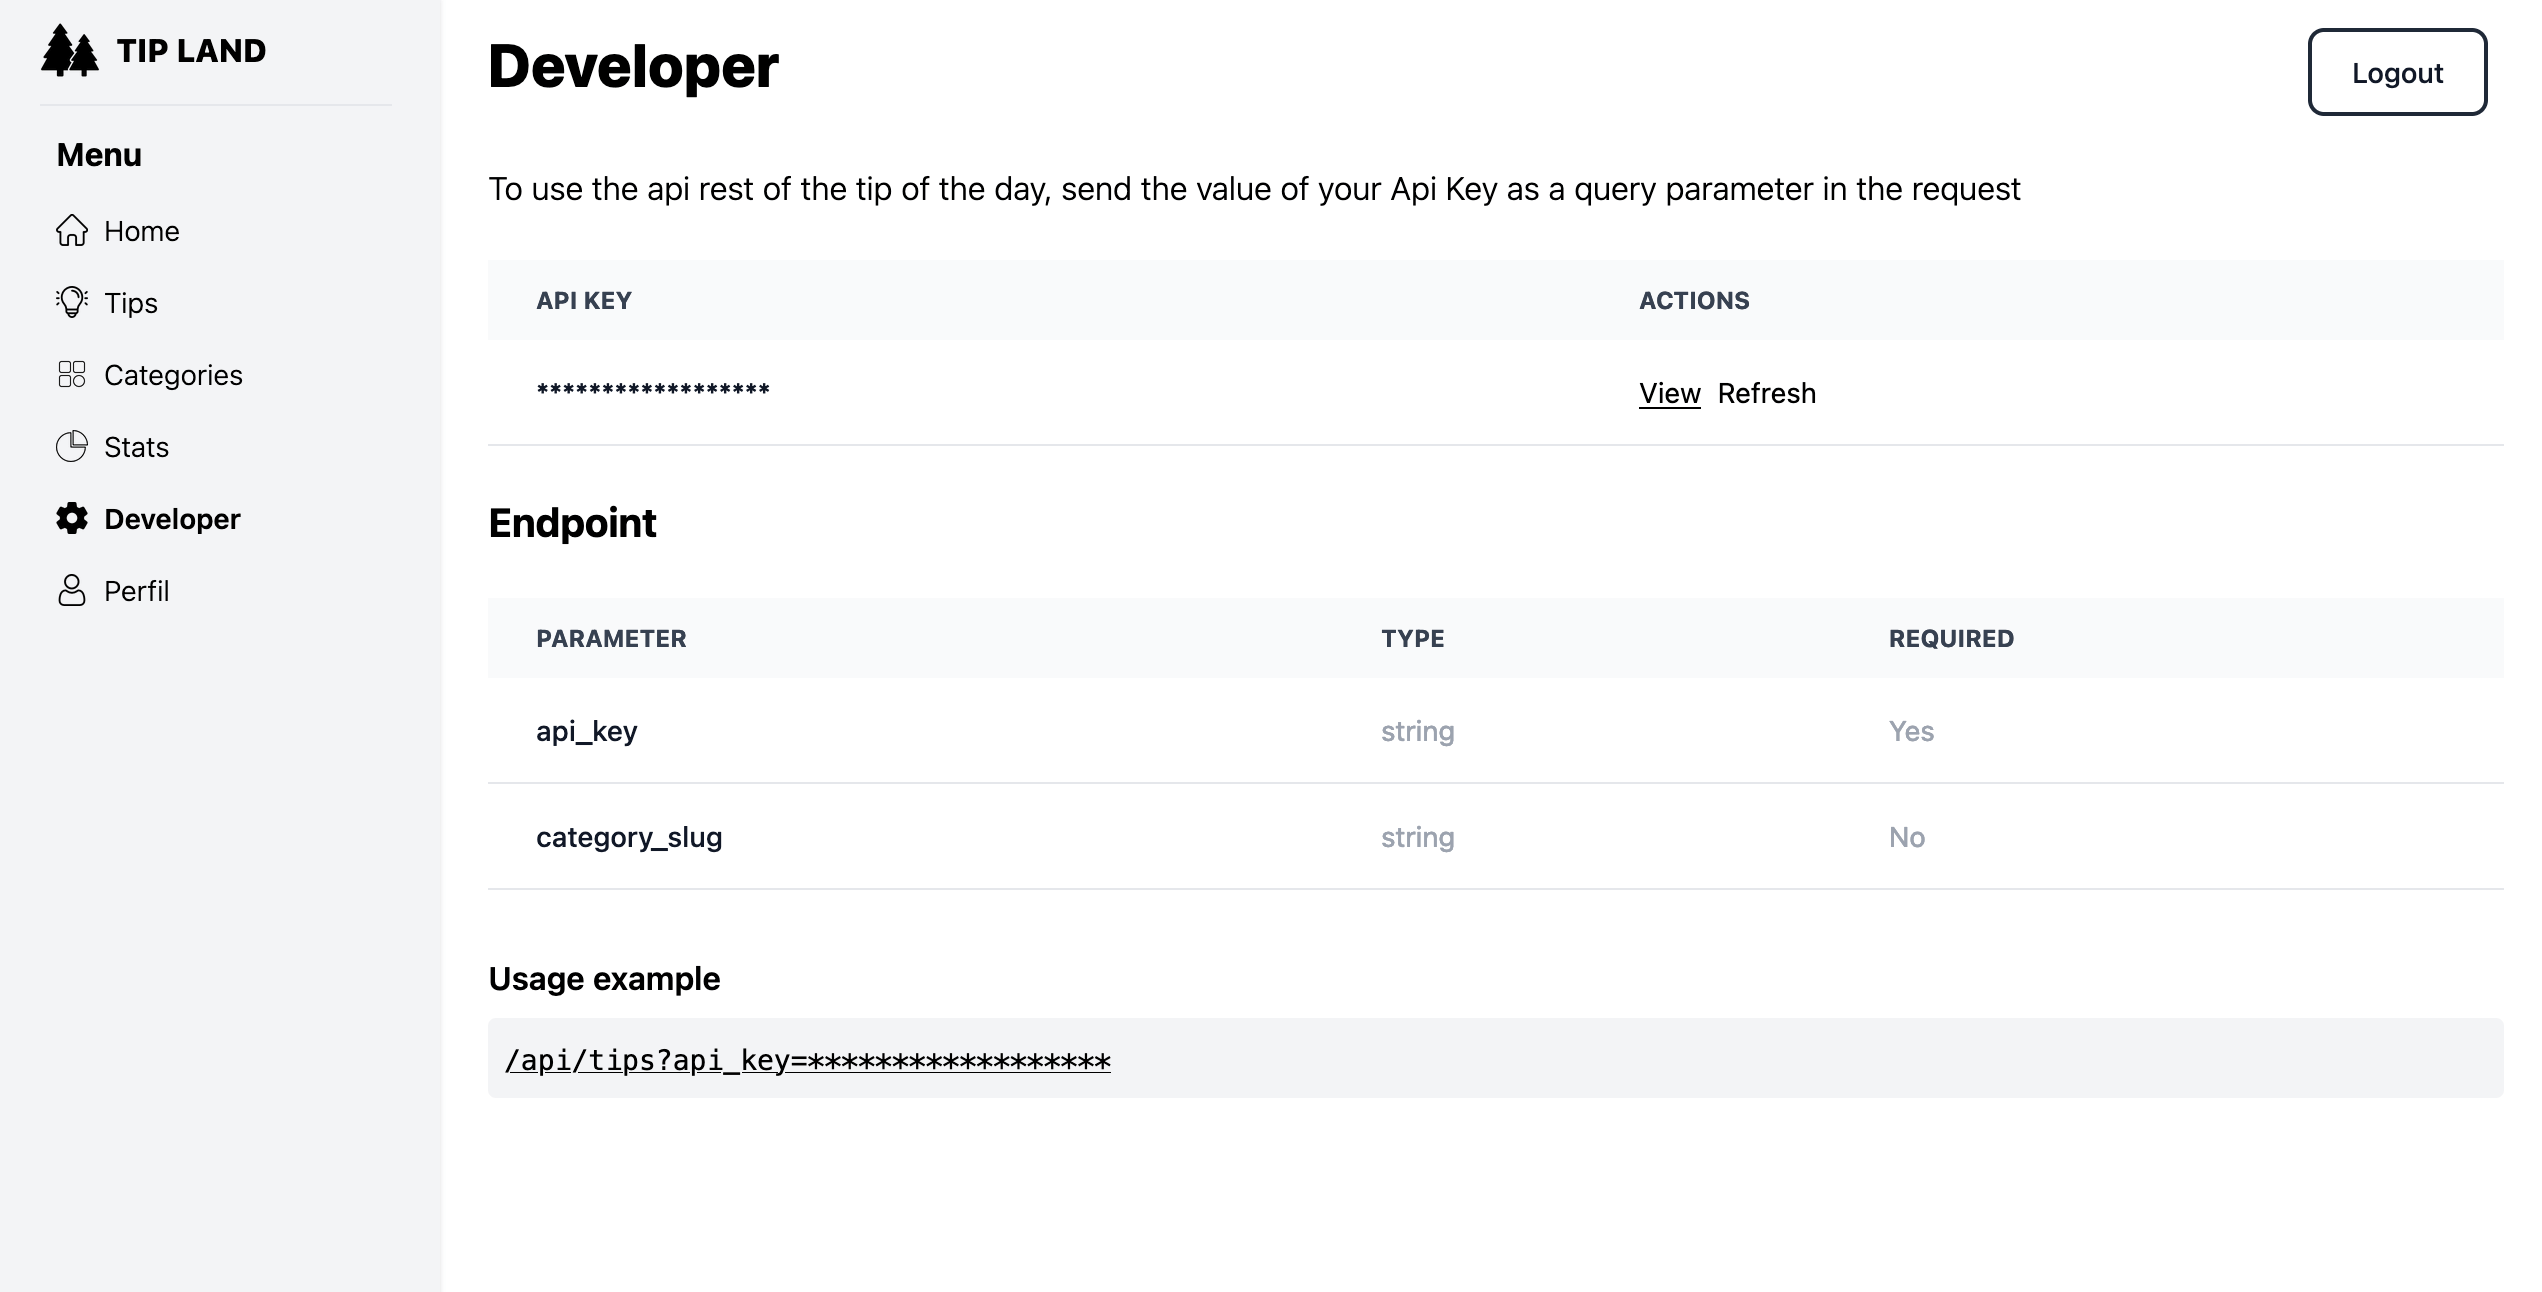 TIP LAND
Menu
Home
Tips
Categories
Stats
Developer
Perfil
Developer
Logout
To use the api rest of the tip of the day, send the value of your Api Key as a query parameter in the request
API KEY ACTIONS
****************** View Refresh
Endpoint
PARAMETER TYPE REQUIRED
api_key string Yes
category_slug string No
Usage example
/api/tips?api_key=******************